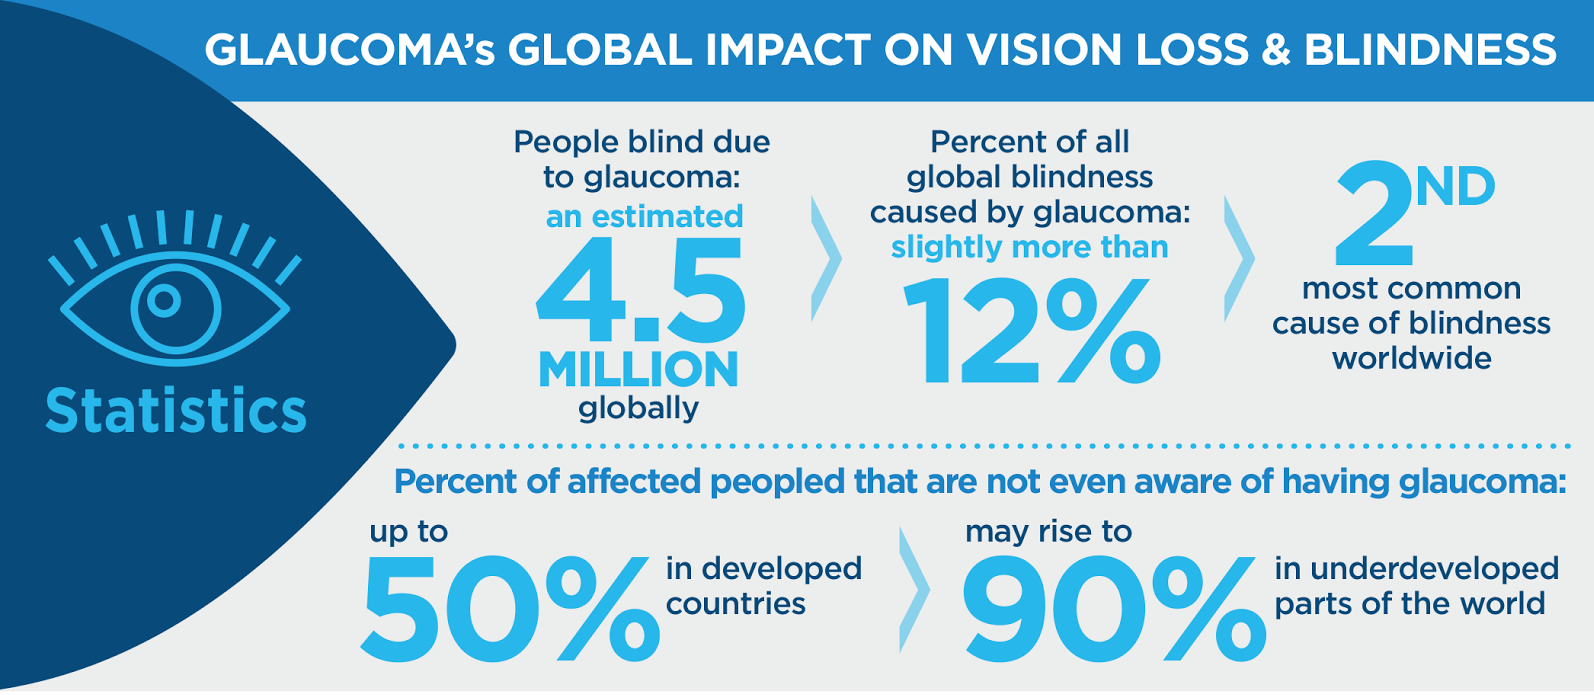 GLAUCOMA's GLOBAL IMPACT ON VISION LOSS & BLINDNESS
Statistics
People blind due
to glaucoma:
an estimated
4.5
MILLION
globally
Percent of all
global blindness
caused by glaucoma:
slightly more than
12%
2ND
most common
cause of blindness
worldwide
Percent of affected peopled that are not even aware of having glaucoma:
up to
50%
in developed
countries
may rise to
90%
in underdeveloped
parts of the world